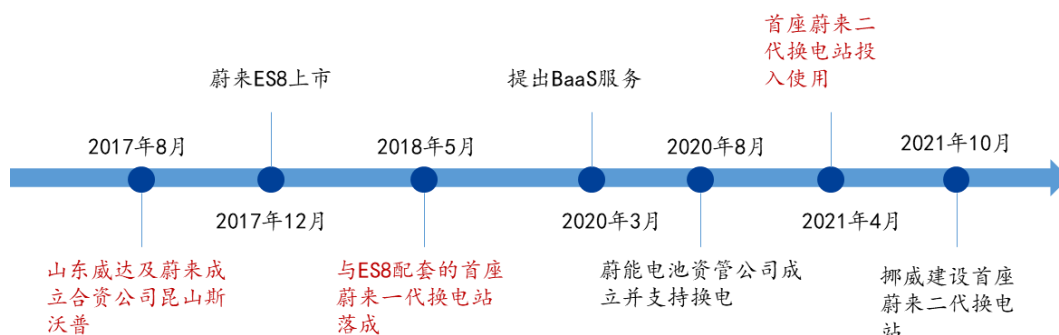 首座蔚来二
代换电站投
入使用
蔚来ES8上市
提出BaaS服务
2017年8月
2018年5月
2020年8月
2021年10月
2017年12月
2020年3月
2021年4月
山东威达及蔚来成
立合资公司昆山斯
沃普
与ES8配套的首座
蔚来一代换电站
落成
蔚能电池资管公司成
立并支持换电
挪威建设首座
蔚来二代换电
站